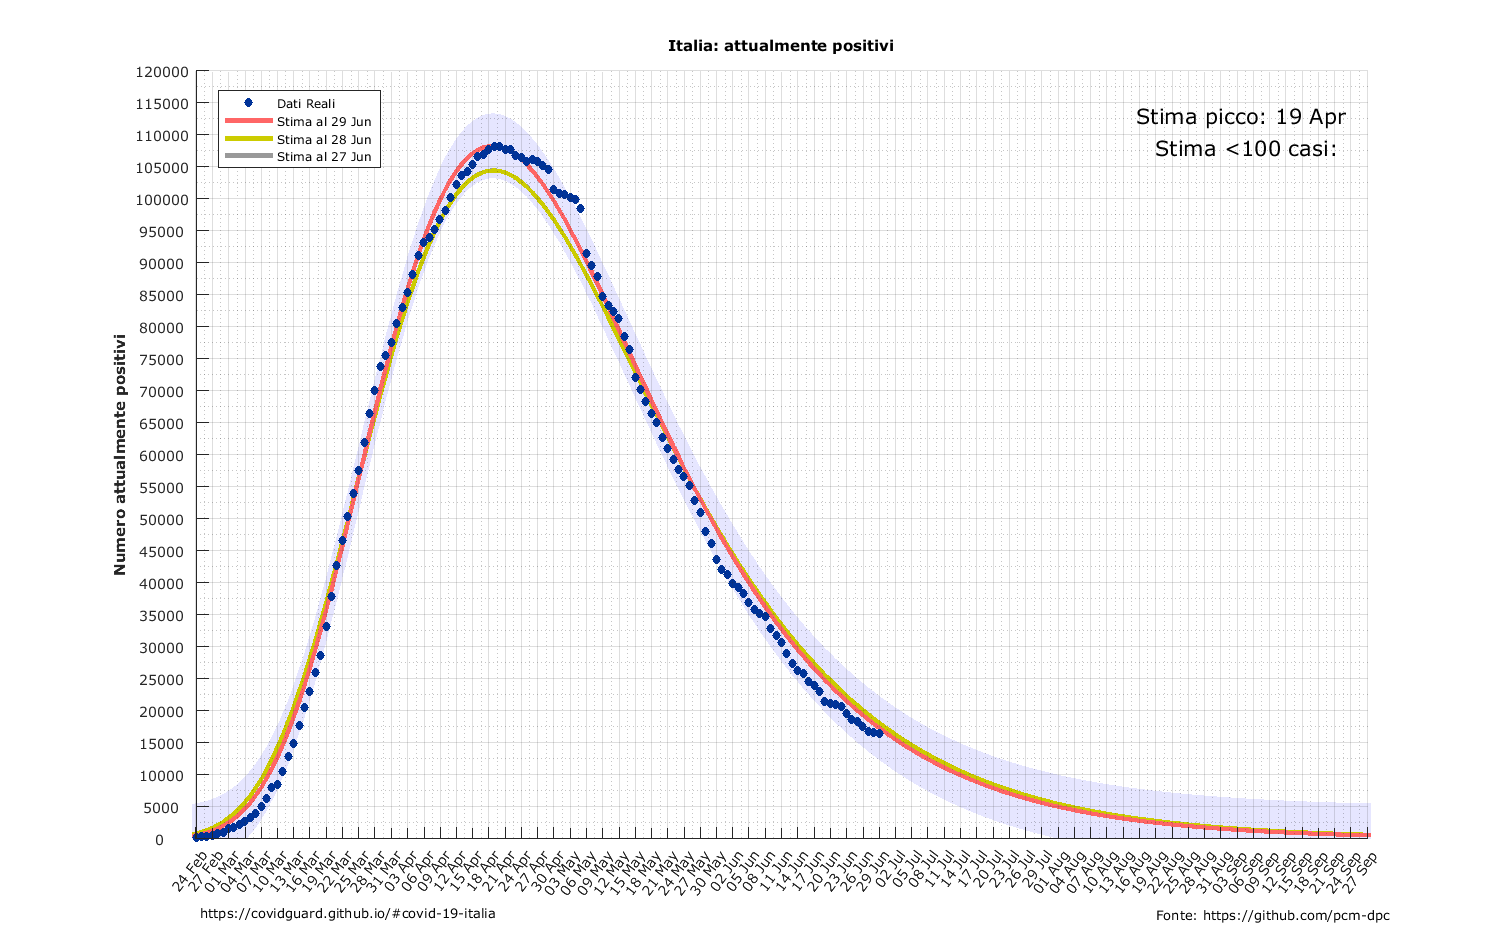 Italia: attualmente positivi
120000
115000
110000
105000
100000
95000
90000
85000
80000
75000
70000
65000
60000
55000
50000
45000
40000
35000
30000
25000
20000
15000
10000
5000
0
Numero attualmente positivi
Dati Reali
Stima al 29 Jun
Stima al 28 Jun
Stima al 27 Jun
Stima picco: 19 Apr
Stima <100 casi:
24 Feb
27 Feb
01 Mar
04 Mar
07 Mar
10 Mar
13 Mar
16 Mar
19 Mar
22 Mar
25 Mar
28 Mar
31 Mar
03 Apr
06 Apr
09 Apr
12 Apr
15 Apr
18 Apr
21 Apr
24 Apr
27 Apr
30 Apr
03 May
06 May
09 May
12 May
15 May
18 May
21 May
24 May
27 May
30 May
02 Jun
05 Jun
08 Jun
11 Jun
14 Jun
17 Jun
20 Jun
23 Jun
26 Jun
29 Jun
02 Jul
05 Jul
08 Jul
11 Jul
14 Jul
17 Jul
20 Jul
23 Jul
26 Jul
29 Jul
01 Aug
04 Aug
07 Aug
10 Aug
13 Aug
16 Aug
19 Aug
22 Aug
25 Aug
28 Aug
31 Aug
03 Sep
06 Sep
09 Sep
12 Sep
15 Sep
18 Sep
21 Sep
24 Sep
27 Sep
https://covidguard.github.io/#covid-19-italia
Fonte: https://github.com/pcm-dpc